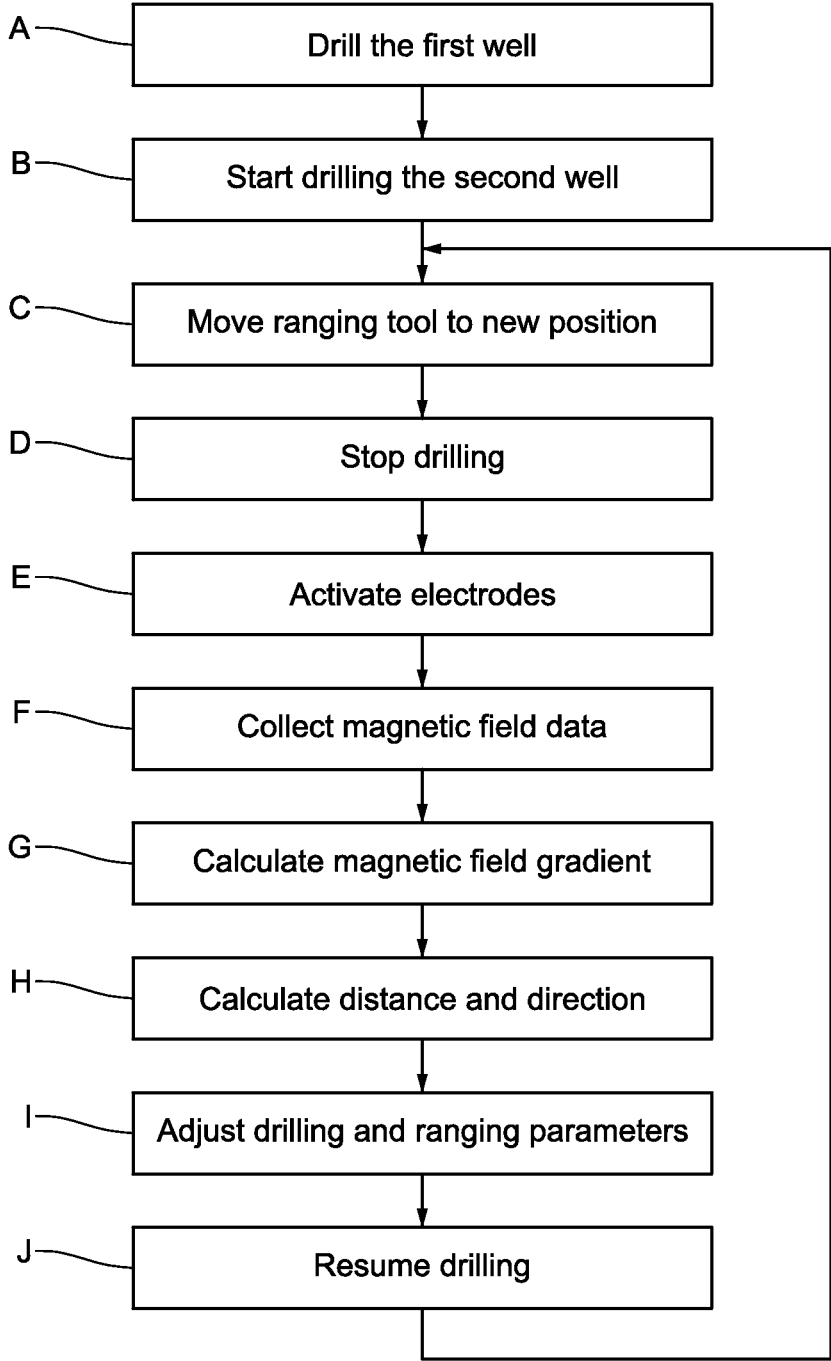 A
Drill the first well
B
Start drilling the second well
C
Move ranging tool to new position
D
Stop drilling
E
Activate electrodes
F
Collect magnetic field data
G
Calculate magnetic field gradient
H
Calculate distance and direction
I
Adjust drilling and ranging parameters
J
Resume drilling